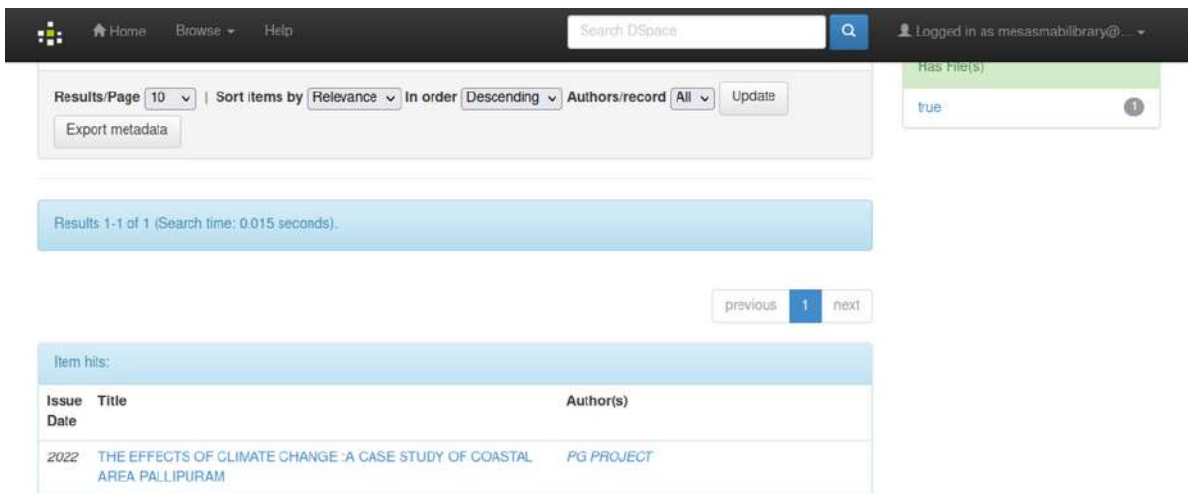 Home Browse Help Search DSpace Logged in as mesasmabilibrary@...
Has File(s)
true 1
Results/Page 10 | Sort items by Relevance In order Descending Authors/record All Update
Export metadata
Results 1-1 of 1 (Search time: 0.015 seconds).
previous 1 next
Item hits:
Issue Date Title Author(s)
2022 THE EFFECTS OF CLIMATE CHANGE :A CASE STUDY OF COASTAL PG PROJECT
AREA PALLIPURAM